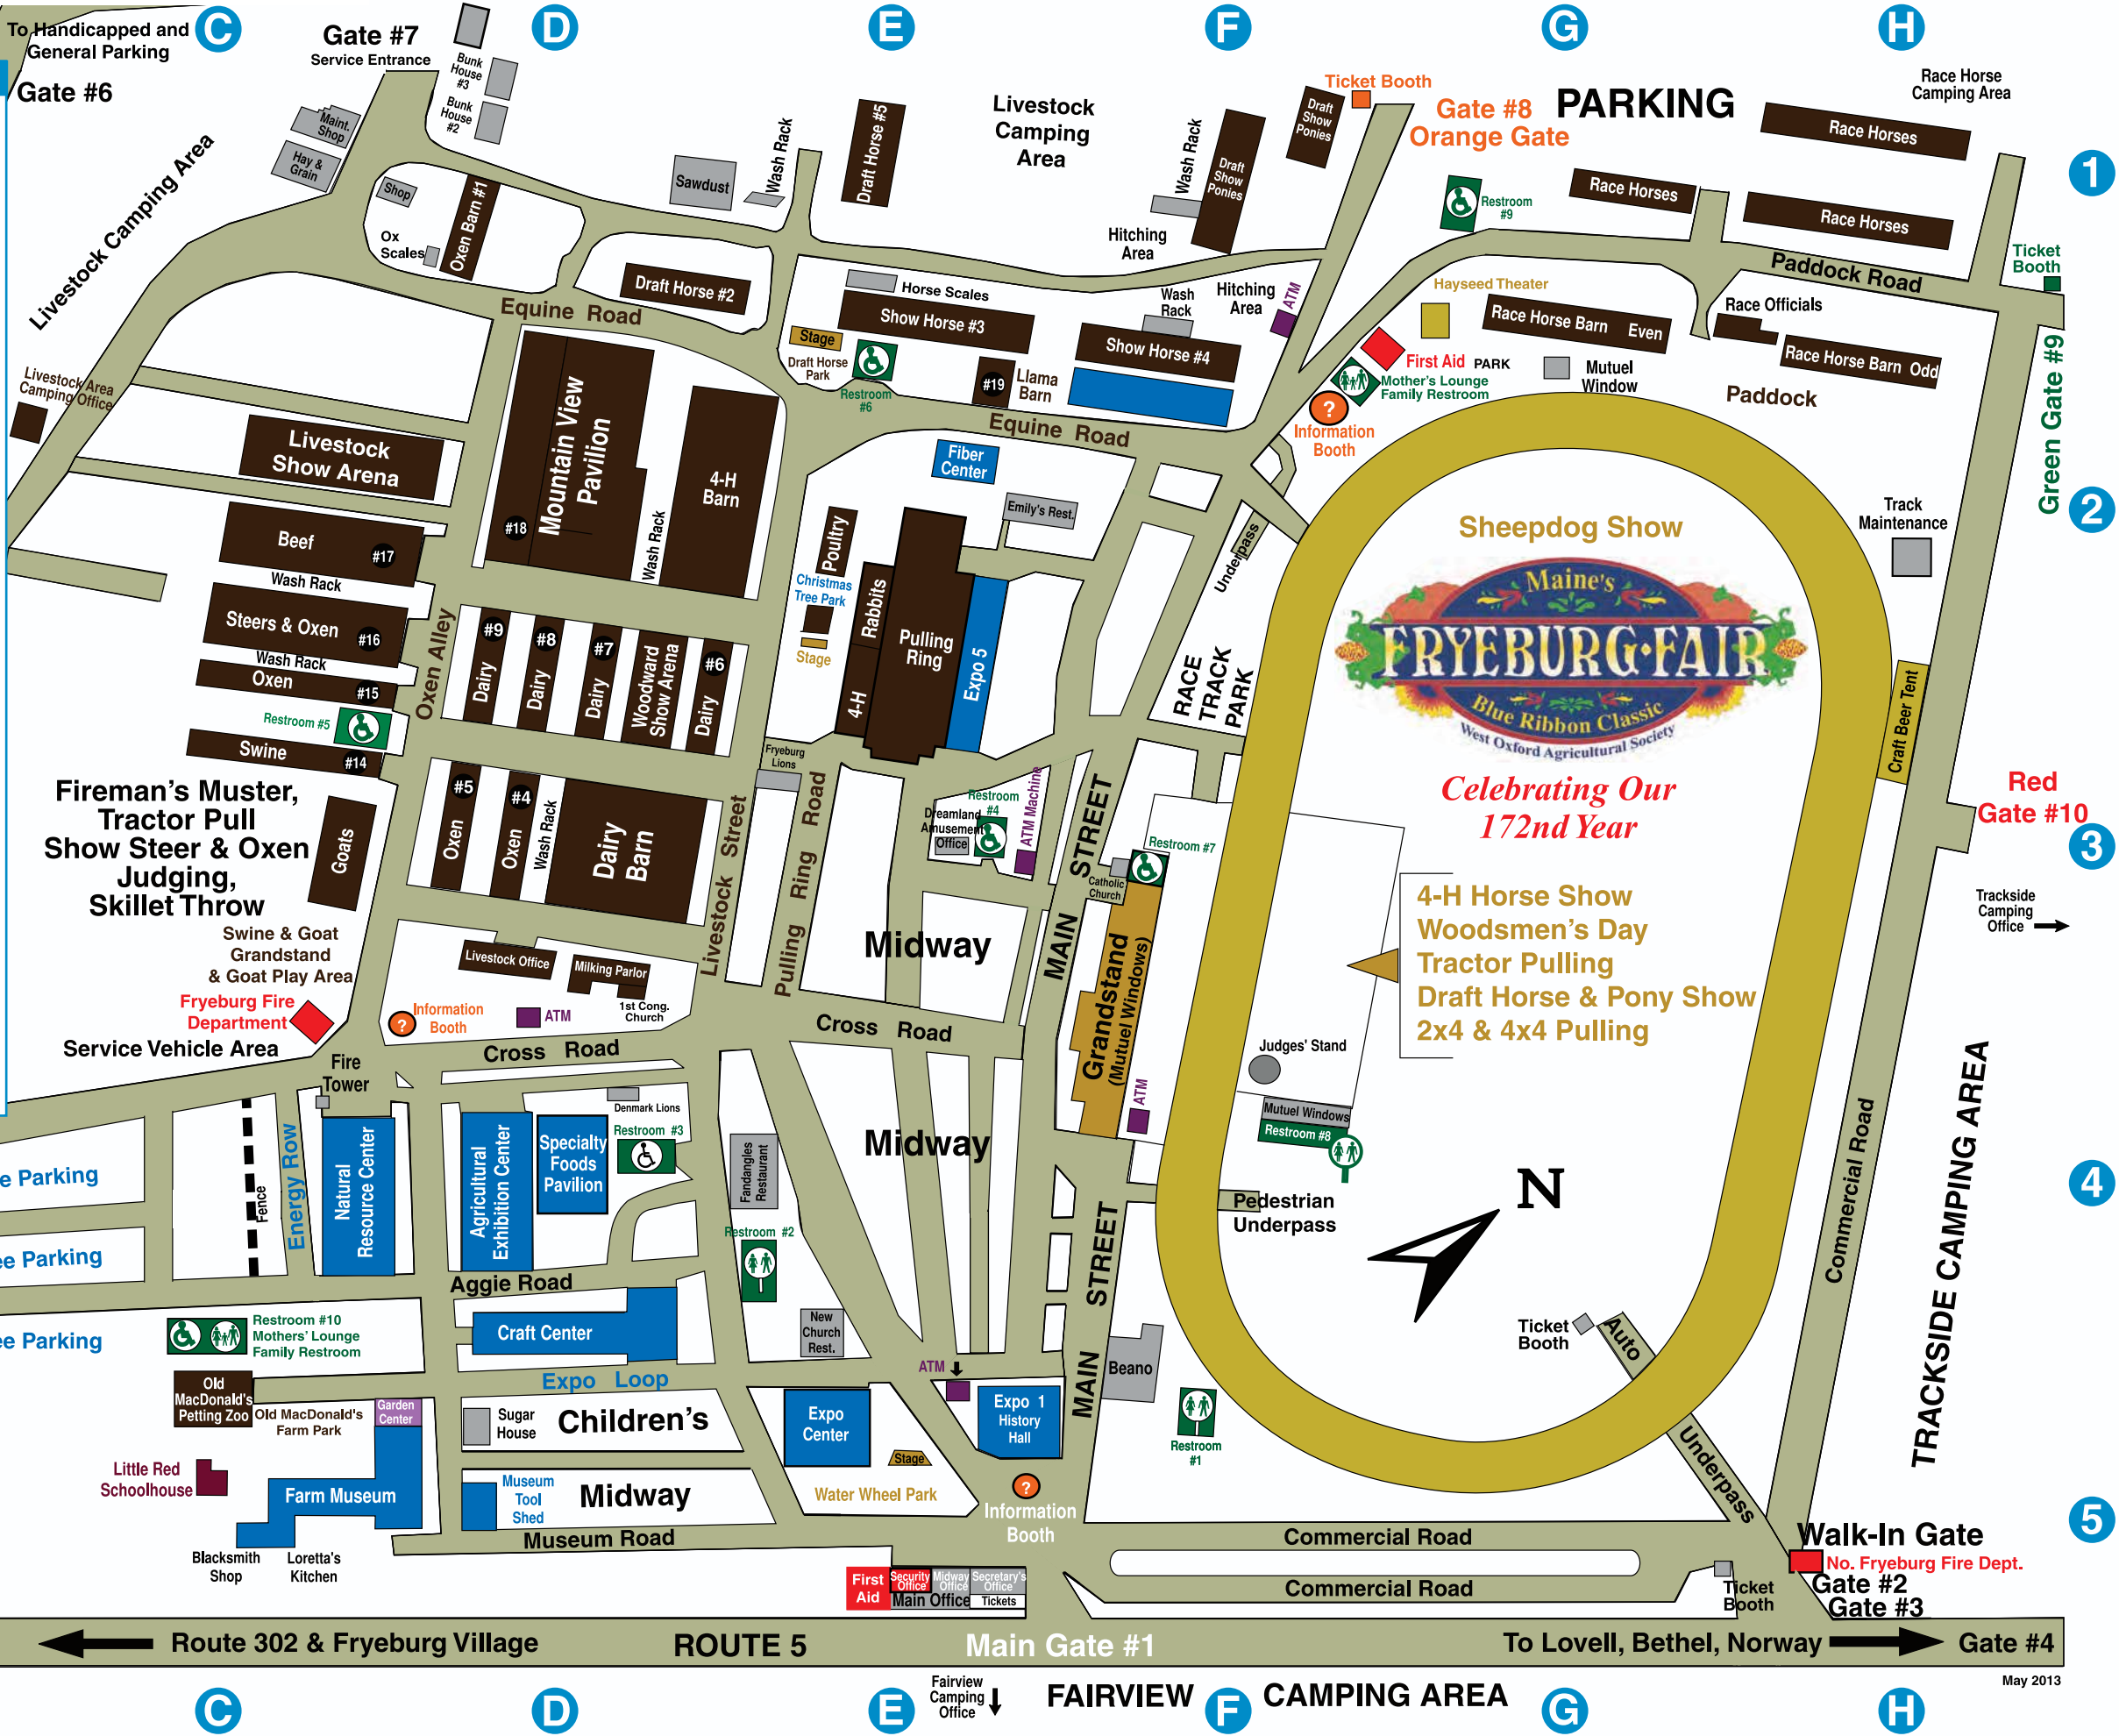 C
D
E
F
G
H
To Handicapped and
General Parking
Gate #6
Gate #7
Service Entrance
Bunk
House
#3
Bunk
House
#2
Maint.
Shop
Hay &
Grain
Livestock Camping Area
Shop
Ox
Scales
Oxen Barn #1
Sawdust
Wash Rack
Draft Horse #5
Livestock
Camping
Area
Wash Rack
Draft
Show
Ponies
Draft
Show
Ponies
Hitching
Area
Ticket Booth
Gate #8
Orange Gate
PARKING
Race Horse
Camping Area
Race Horses
Race Horses
Race Horses
1
Restroom
#9
Ticket
Booth
Paddock Road
Green Gate #9
Draft Horse #2
Equine Road
Horse Scales
Show Horse #3
Stage
Draft Horse
Park
Restroom
#6
#19
Llama
Barn
Wash
Rack
Show Horse #4
Hitching
Area
ATM
Hayseed Theater
Race Horse Barn Even
Race Officials
Race Horse Barn Odd
First Aid PARK
Mother's Lounge
Family Restroom
Mutuel
Window
Paddock
?
Information
Booth
Equine Road
Livestock Area
Camping Office
Livestock
Show Arena
Mountain View
Pavilion
#18
Wash Rack
4-H
Barn
Fiber
Center
Emily's Rest.
Underpass
Sheepdog Show
Track
Maintenance
2
Beef
#17
Wash Rack
Steers & Oxen
#16
Wash Rack
Oxen
#15
Restroom #5
Swine
#14
Oxen Alley
#9
Dairy
#8
Dairy
#7
Dairy
Woodward
Show Arena
#6
Dairy
Poultry
Christmas
Tree Park
Stage
Rabbits
4-H
Pulling
Ring
Expo 5
RACE
TRACK
PARK
Maine's
FRYEBURG·FAIR
Blue Ribbon Classic
West Oxford Agricultural Society
Celebrating Our
172nd Year
Craft Beer Tent
Red
Gate #10
3
Fireman's Muster,
Tractor Pull
Show Steer & Oxen
Judging,
Skillet Throw
Goats
Swine & Goat
Grandstand
& Goat Play Area
Fryeburg Fire
Department
Service Vehicle Area
#5
Oxen
#4
Oxen
Wash Rack
Dairy
Barn
Livestock Street
Fryeburg
Lions
Pulling Ring Road
Dreamland
Amusement
Office
Restroom
#4
ATM Machine
MAIN STREET
Catholic
Church
Restroom #7
Grandstand
(Mutuel Windows)
ATM
4-H Horse Show
Woodsmen's Day
Tractor Pulling
Draft Horse & Pony Show
2x4 & 4x4 Pulling
Trackside
Camping
Office
Livestock Office
Milking Parlor
1st Cong.
Church
?
Information
Booth
ATM
Cross Road
Cross Road
Midway
Midway
Judges' Stand
Mutuel Windows
Restroom #8
Fire
Tower
Fence
Energy Row
Natural
Resource Center
Agricultural
Exhibition Center
Specialty
Foods
Pavilion
Denmark Lions
Restroom #3
Fandangles
Restaurant
Restroom #2
Pedestrian
Underpass
N
Commercial Road
TRACKSIDE CAMPING AREA
4
e Parking
ee Parking
ee Parking
Aggie Road
Restroom #10
Mothers' Lounge
Family Restroom
Craft Center
New
Church
Rest.
MAIN STREET
Beano
Restroom
#1
Ticket
Booth
Auto
Underpass
Old
MacDonald's
Petting Zoo
Old MacDonald's
Farm Park
Garden
Center
Expo Loop
Sugar
House
Children's
Midway
Museum
Tool
Shed
ATM
Expo
Center
Expo 1
History
Hall
Stage
Water Wheel Park
?
Information
Booth
Little Red
Schoolhouse
Farm Museum
Blacksmith
Shop
Loretta's
Kitchen
Museum Road
First
Aid
Security
Office
Midway
Office
Secretary's
Office
Main Office
Tickets
Commercial Road
Commercial Road
Ticket
Booth
Walk-In Gate
No. Fryeburg Fire Dept.
Gate #2
Gate #3
5
Route 302 & Fryeburg Village
ROUTE 5
Main Gate #1
To Lovell, Bethel, Norway
Gate #4
May 2013
Fairview
Camping
Office
FAIRVIEW CAMPING AREA
C
D
E
F
G
H